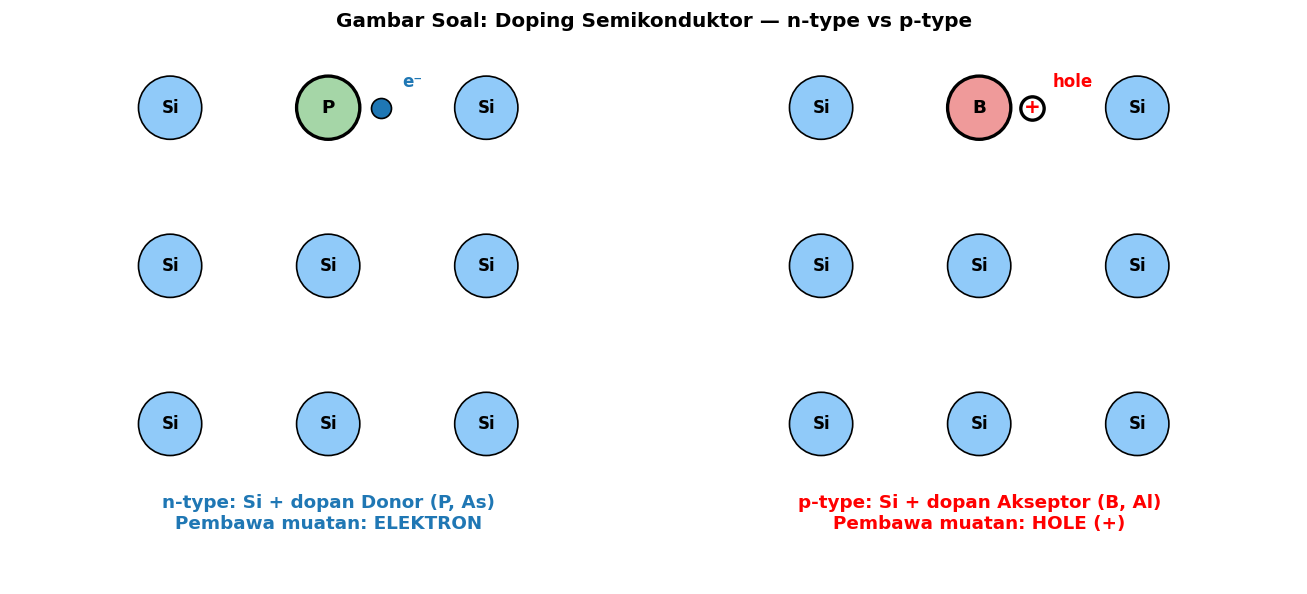 Gambar Soal: Doping Semikonduktor — n-type vs p-type
e⁻
Si P Si
Si Si Si
Si Si Si
n-type: Si + dopan Donor (P, As)
Pembawa muatan: ELEKTRON
hole
Si B + Si
Si Si Si
Si Si Si
p-type: Si + dopan Akseptor (B, Al)
Pembawa muatan: HOLE (+)